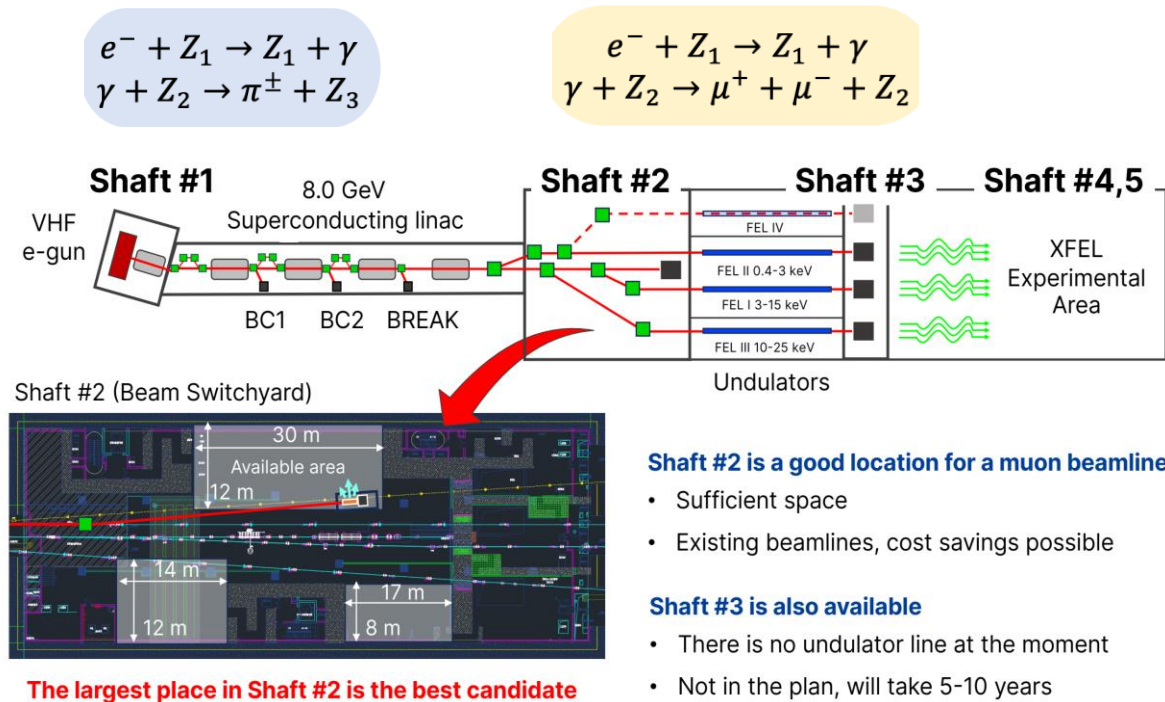 e⁻ + Z₁ → Z₁ + γ
γ + Z₂ → π± + Z₃
e⁻ + Z₁ → Z₁ + γ
γ + Z₂ → μ⁺ + μ⁻ + Z₂
Shaft #1
8.0 GeV
Superconducting linac
Shaft #2
Shaft #3
Shaft #4,5
VHF
e-gun
FEL IV
FEL II 0.4-3 keV
FEL I 3-15 keV
FEL III 10-25 keV
XFEL
Experimental
Area
BC1
BC2
BREAK
Undulators
Shaft #2 (Beam Switchyard)
30 m
Available area
12 m
14 m
12 m
17 m
8 m
The largest place in Shaft #2 is the best candidate
Shaft #2 is a good location for a muon beamline
• Sufficient space
• Existing beamlines, cost savings possible
Shaft #3 is also available
• There is no undulator line at the moment
• Not in the plan, will take 5-10 years